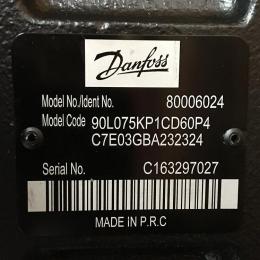 Danfoss
Model No./Ident No. 80006024
Model Code 90L075KP1CD60P4
C7E03GBA232324
Serial No. C163297027
MADE IN P.R.C